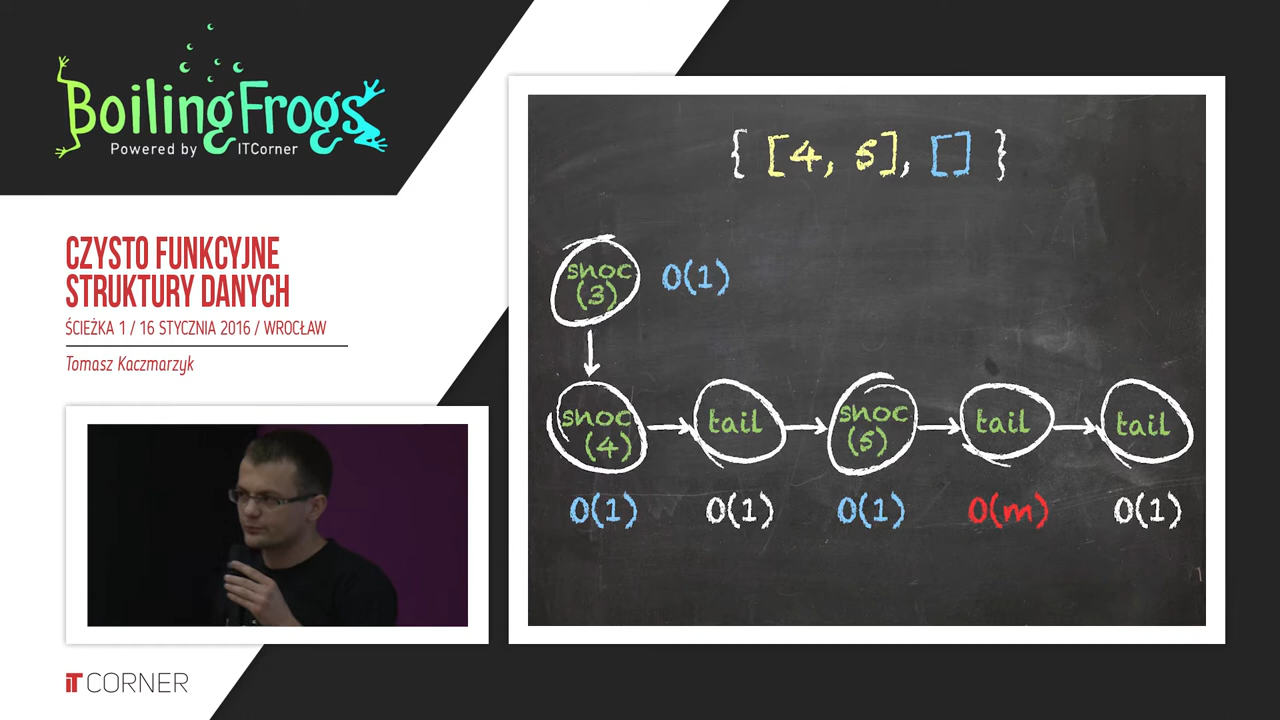 BoilingFrogs
Powered by ITCorner
CZYSTO FUNKCYJNE
STRUKTURY DANYCH
ŚCIEŻKA 1 / 16 STYCZNIA 2016 / WROCŁAW
Tomasz Kaczmarzyk
iT CORNER
{ [4, 5], [] }
snoc
(3)
O(1)
snoc
(4)
tail
snoc
(5)
tail
tail
O(1)
O(1)
O(1)
O(m)
O(1)